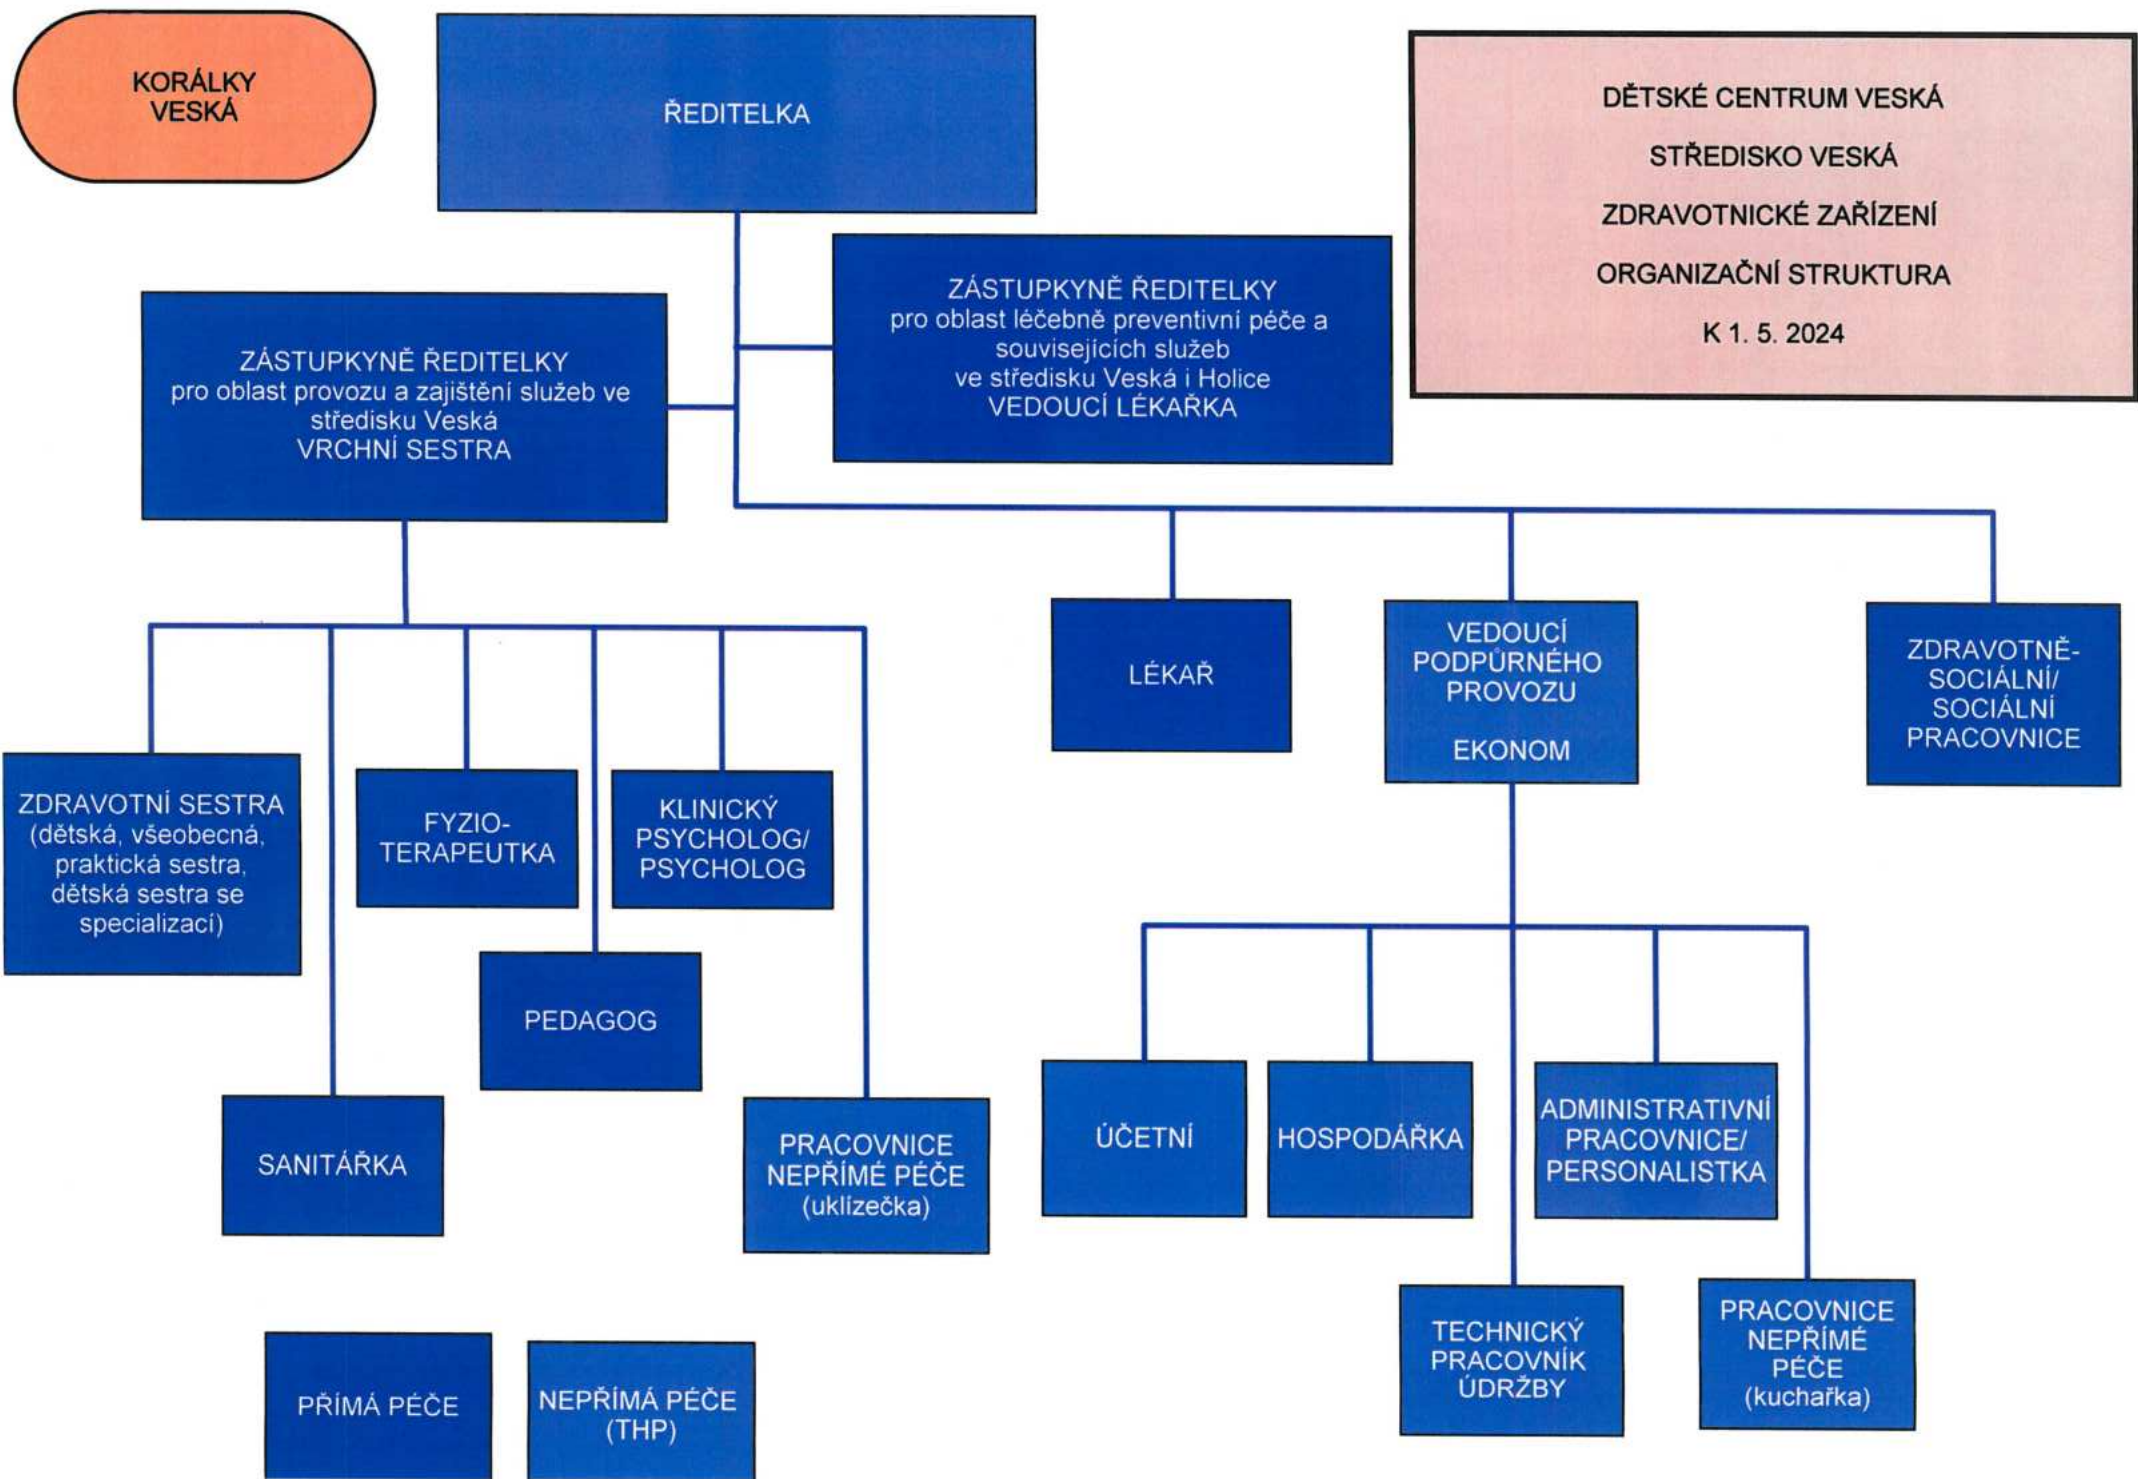 KORÁLKY
VESKÁ
ŘEDITELKA
DĚTSKÉ CENTRUM VESKÁ
STŘEDISKO VESKÁ
ZDRAVOTNICKÉ ZAŘÍZENÍ
ORGANIZAČNÍ STRUKTURA
K 1. 5. 2024
ZÁSTUPKYNĚ ŘEDITELKY
pro oblast léčebně preventivní péče a
souvisejících služeb
ve středisku Veská i Holice
VEDOUCÍ LÉKAŘKA
ZÁSTUPKYNĚ ŘEDITELKY
pro oblast provozu a zajištění služeb ve
středisku Veská
VRCHNÍ SESTRA
LÉKAŘ
VEDOUCÍ
PODPŮRNÉHO
PROVOZU
EKONOM
ZDRAVOTNĚ-
SOCIÁLNÍ/
SOCIÁLNÍ
PRACOVNICE
ZDRAVOTNÍ SESTRA
(dětská, všeobecná,
praktická sestra,
dětská sestra se
specializací)
FYZIO-
TERAPEUTKA
KLINICKÝ
PSYCHOLOG/
PSYCHOLOG
PEDAGOG
SANITÁŘKA
PRACOVNICE
NEPŘÍMÉ PÉČE
(uklízečka)
ÚČETNÍ
HOSPODÁŘKA
ADMINISTRATIVNÍ
PRACOVNICE/
PERSONALISTKA
TECHNICKÝ
PRACOVNÍK
ÚDRŽBY
PRACOVNICE
NEPŘÍMÉ
PÉČE
(kuchařka)
PŘÍMÁ PÉČE
NEPŘÍMÁ PÉČE
(THP)